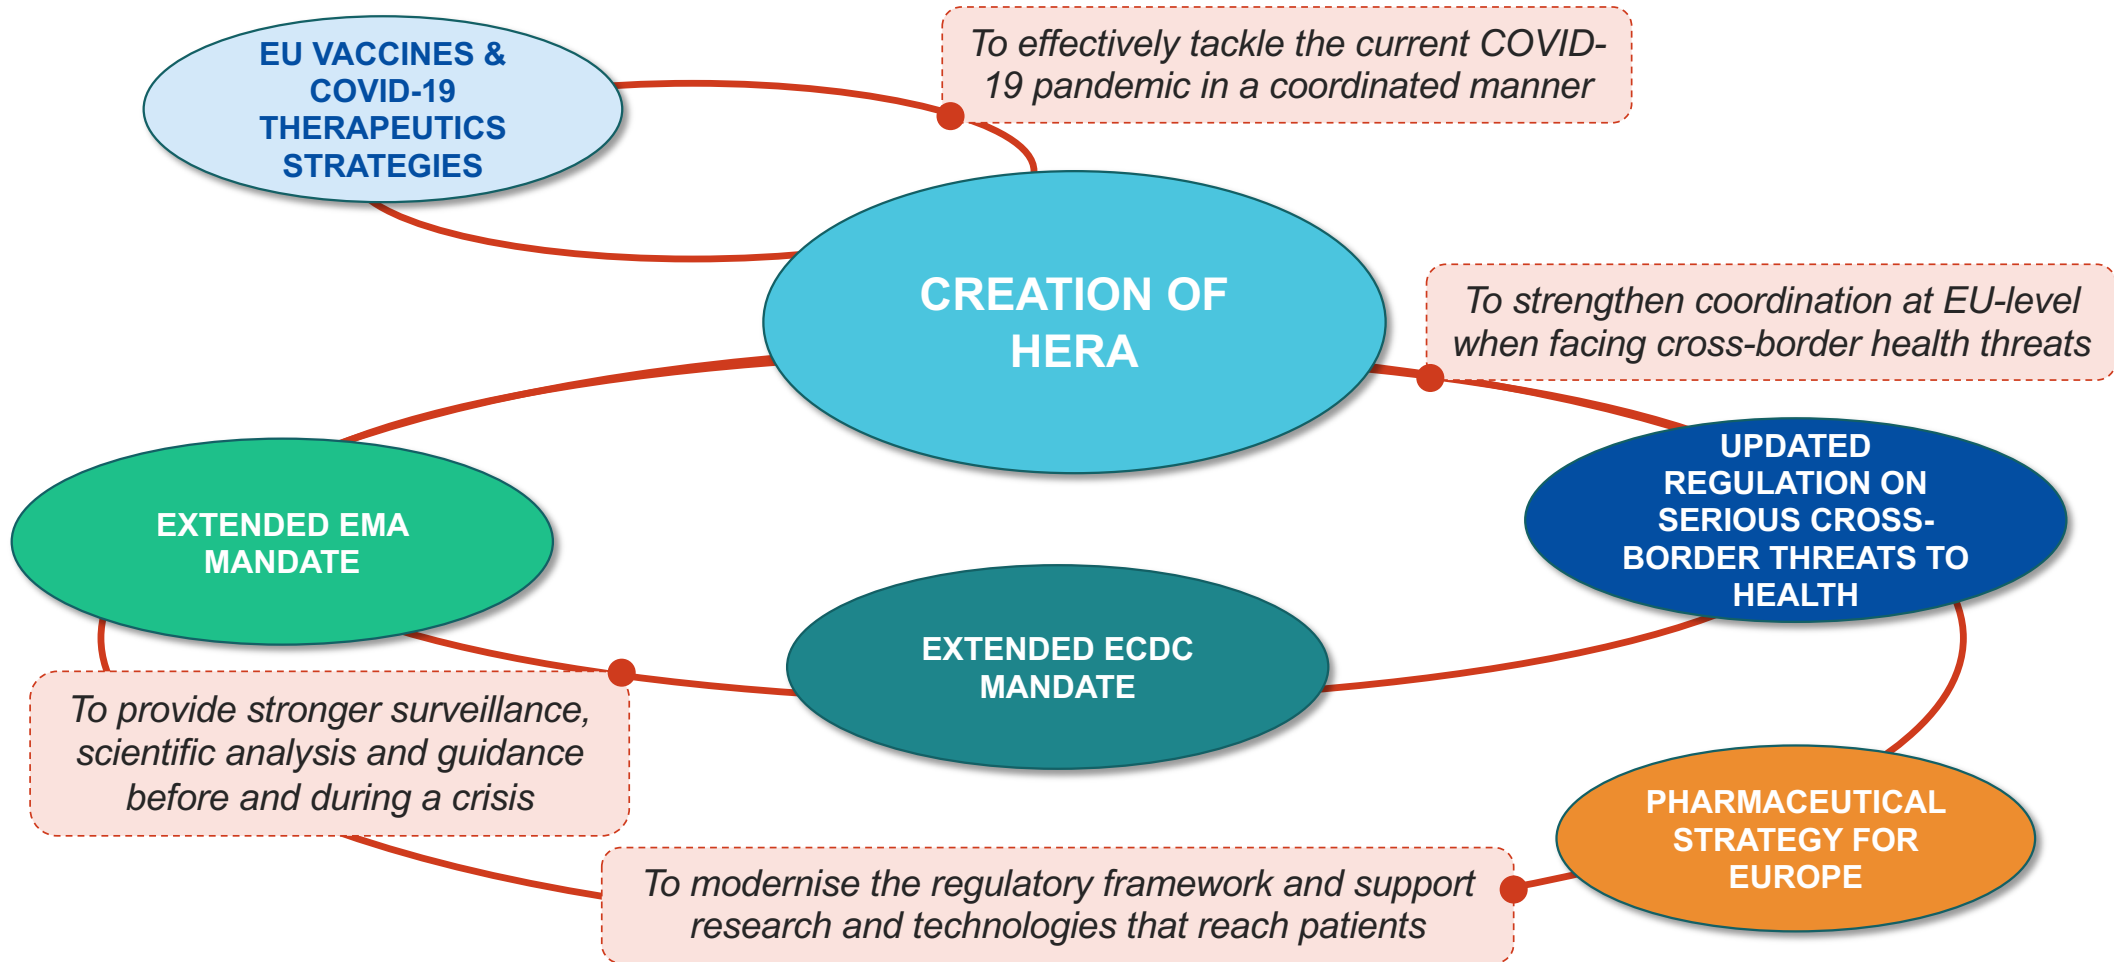 EU VACCINES &
COVID-19
THERAPEUTICS
STRATEGIES
To effectively tackle the current COVID-
19 pandemic in a coordinated manner
CREATION OF
HERA
To strengthen coordination at EU-level
when facing cross-border health threats
EXTENDED EMA
MANDATE
UPDATED
REGULATION ON
SERIOUS CROSS-
BORDER THREATS TO
HEALTH
EXTENDED ECDC
MANDATE
To provide stronger surveillance,
scientific analysis and guidance
before and during a crisis
PHARMACEUTICAL
STRATEGY FOR
EUROPE
To modernise the regulatory framework and support
research and technologies that reach patients